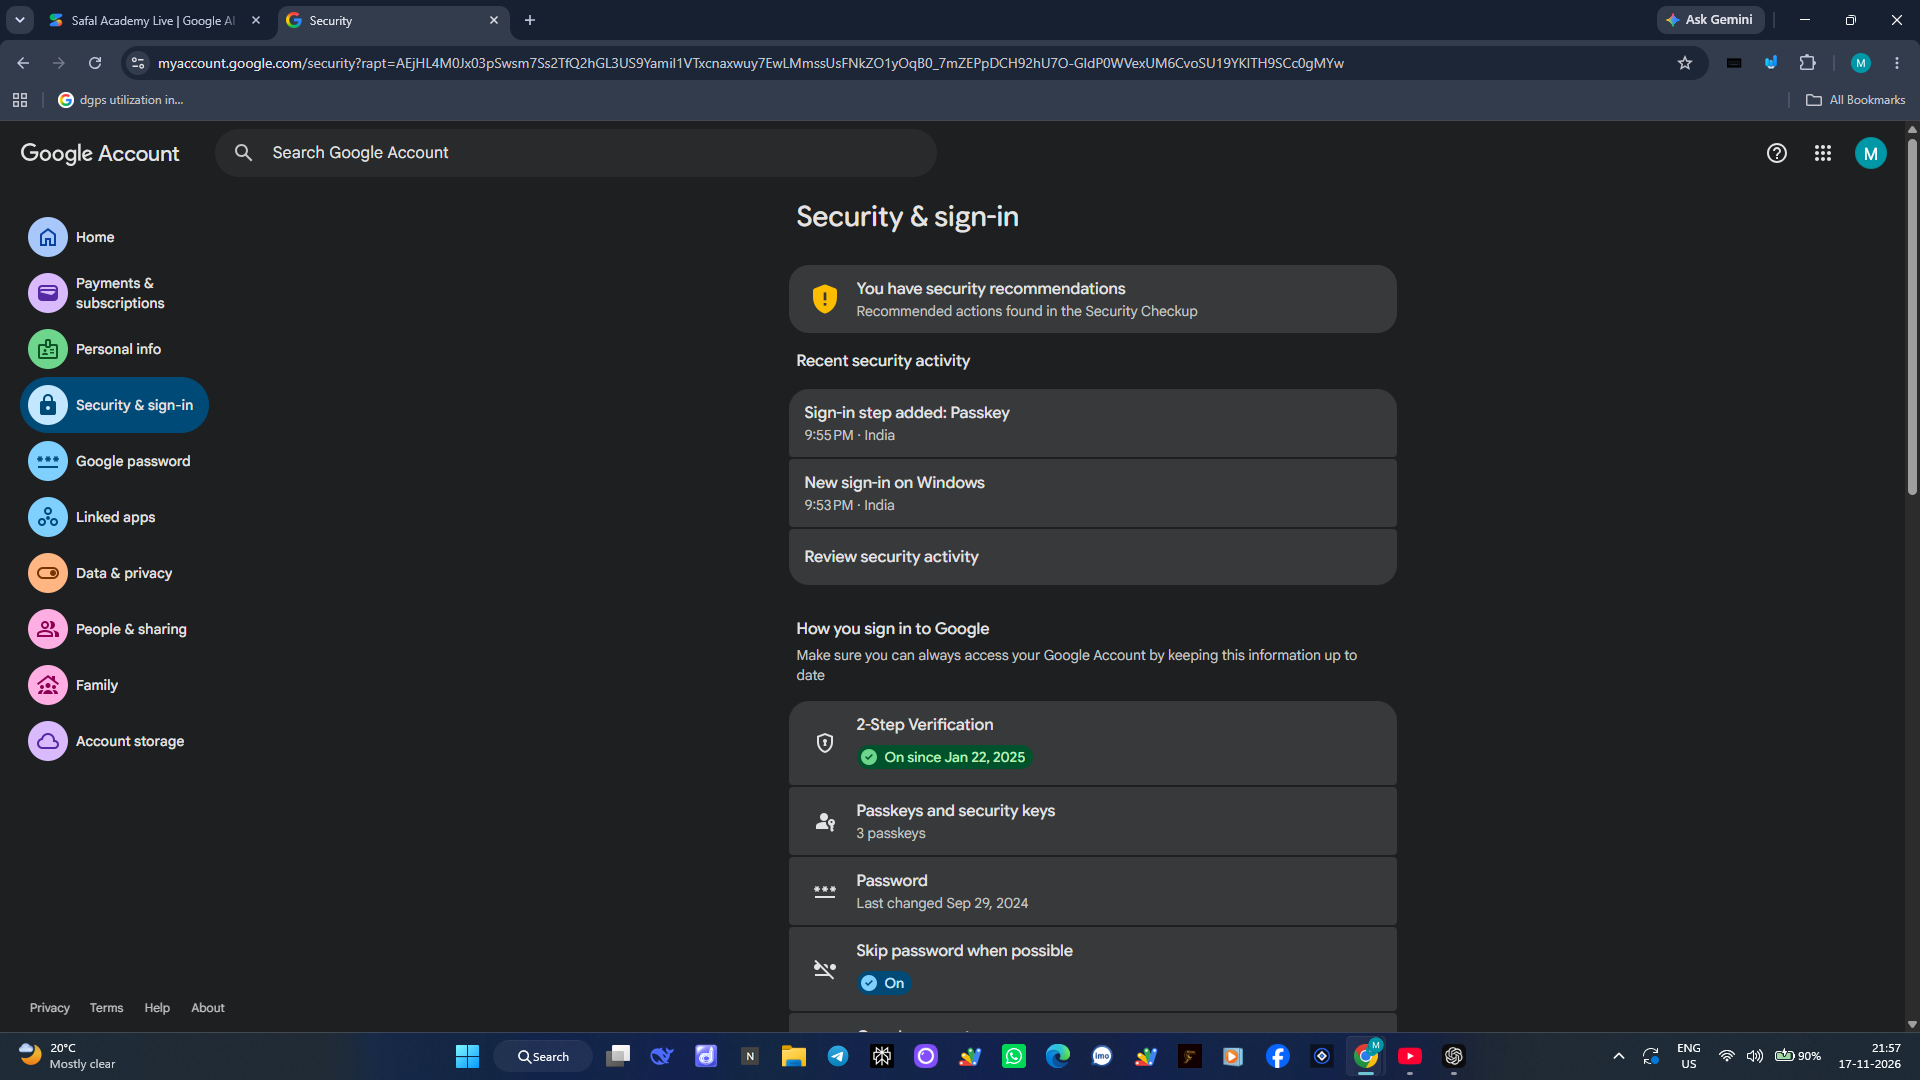 Safal Academy Live | Google AI
Security
Ask Gemini
myaccount.google.com/security?rapt=AEjHL4M0Jx03pSwsm7Ss2TfQ2hGL3US9Yamil1VTxcnaxwuy7EwLMmssUsFNkZO1yOqB0_7mZEPpDCH92hU7O-GldP0WVexUM6CvoSU19YKlTH9SCc0gMYw
M
dgps utilization in...
All Bookmarks
Google Account
Search Google Account
M
Security & sign-in
Home
Payments &
subscriptions
Personal info
Security & sign-in
Google password
Linked apps
Data & privacy
People & sharing
Family
Account storage
You have security recommendations
Recommended actions found in the Security Checkup
Recent security activity
Sign-in step added: Passkey
9:55 PM · India
New sign-in on Windows
9:53 PM · India
Review security activity
How you sign in to Google
Make sure you can always access your Google Account by keeping this information up to
date
2-Step Verification
On since Jan 22, 2025
Passkeys and security keys
3 passkeys
Password
Last changed Sep 29, 2024
Skip password when possible
On
Privacy Terms Help About
20°C
Mostly clear
Search
N
imo
M
ENG
US
90%
21:57
17-11-2026